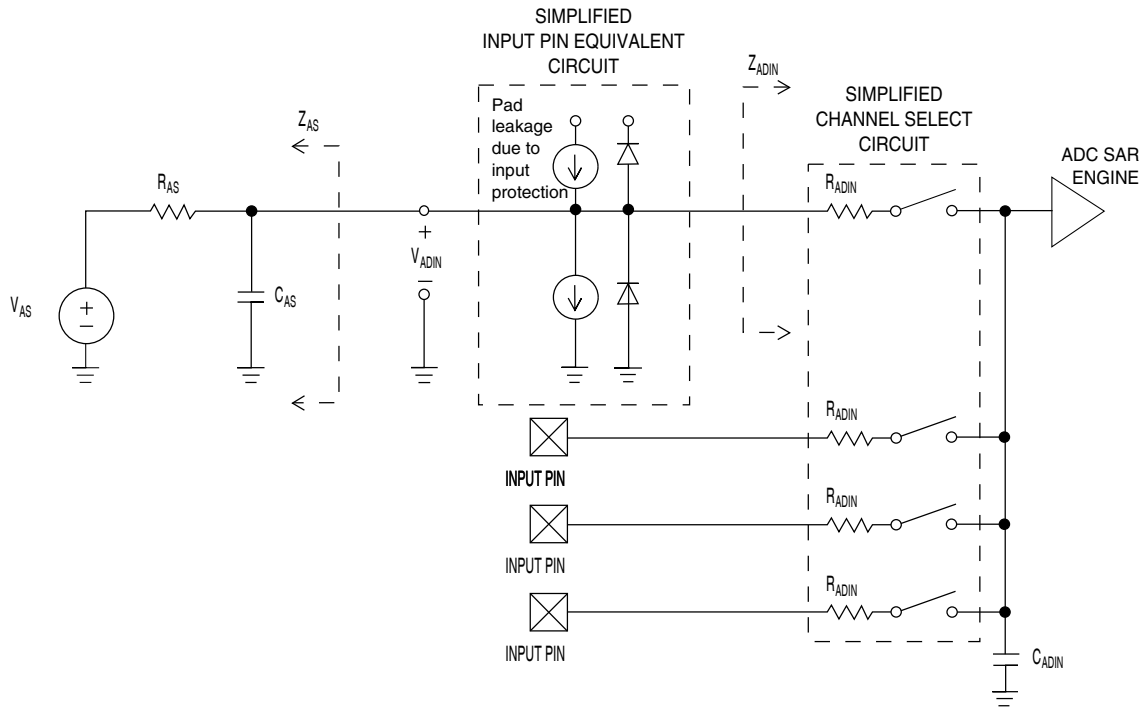 SIMPLIFIED
INPUT PIN EQUIVALENT
CIRCUIT
Pad
leakage
due to
input
protection
Z_ADIN
SIMPLIFIED
CHANNEL SELECT
CIRCUIT
ADC SAR
ENGINE
Z_AS
R_AS
R_ADIN
+
V_ADIN
–
V_AS
+
–
C_AS
R_ADIN
INPUT PIN
R_ADIN
INPUT PIN
R_ADIN
INPUT PIN
C_ADIN